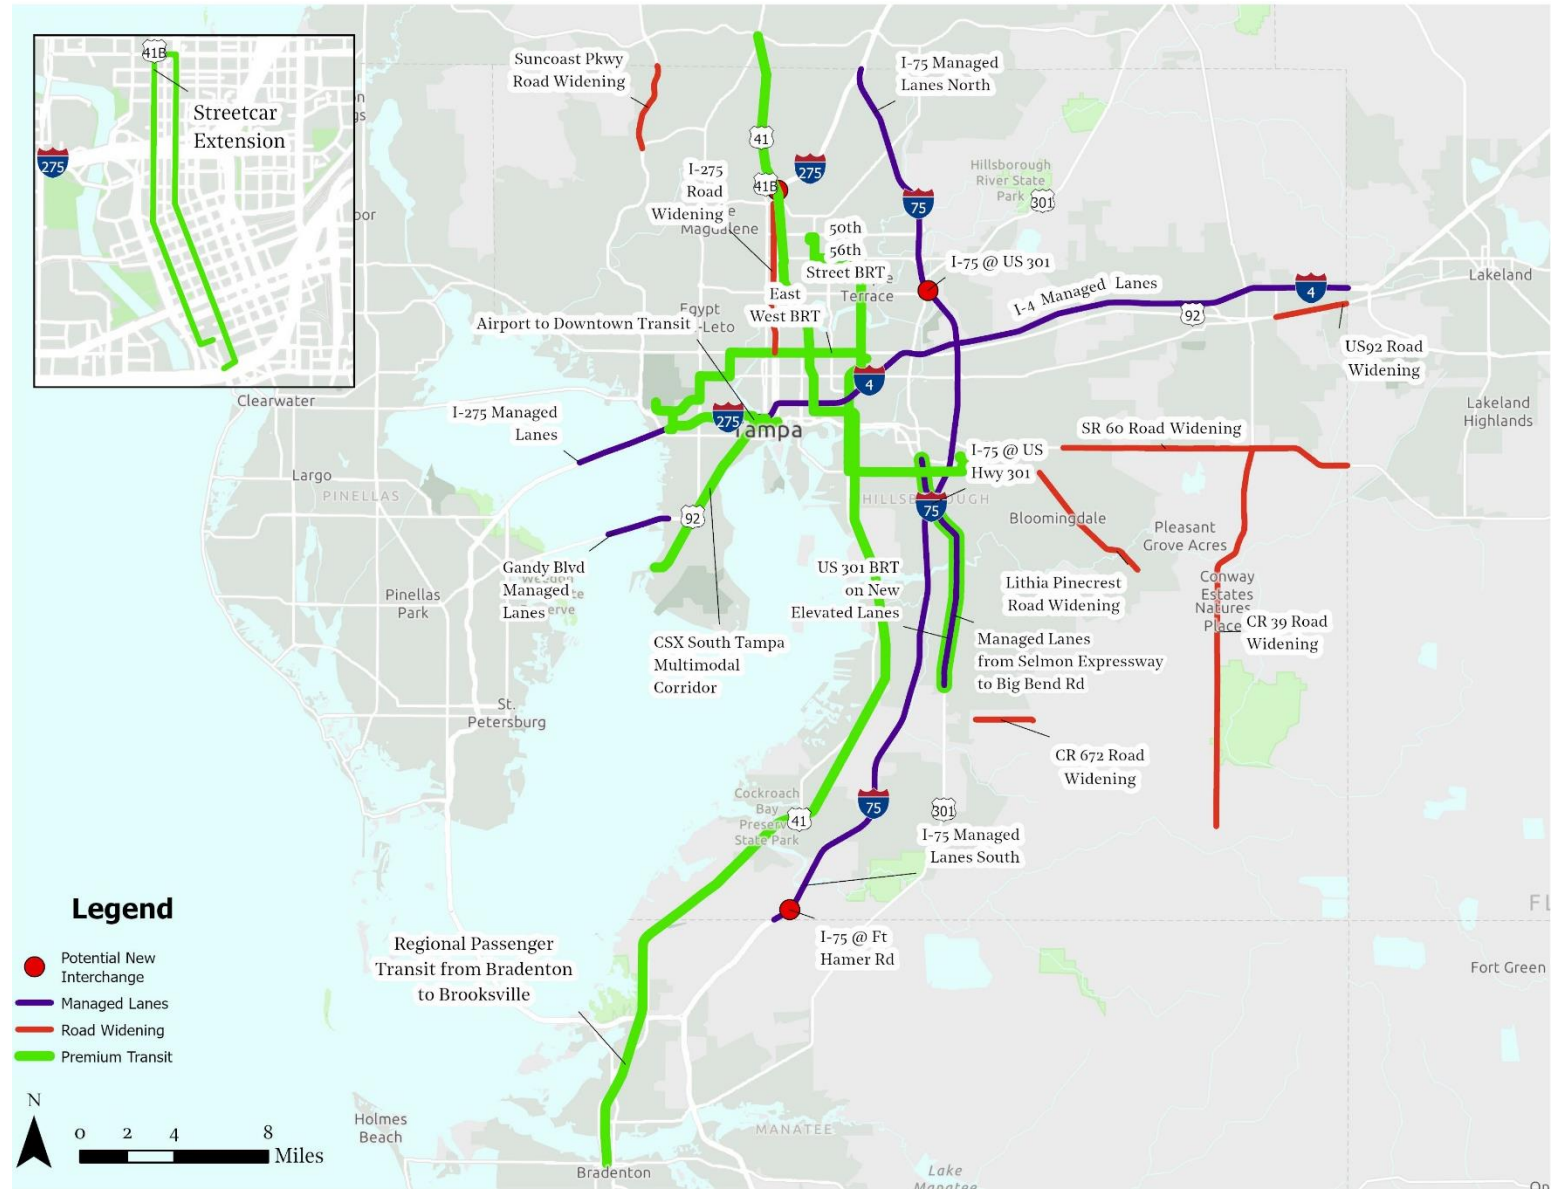 41B
275
Streetcar
Extension
Suncoast Pkwy
Road Widening
I-75 Managed
Lanes North
41
275
41B
I-275
Road
Widening
Magdalene
75
Hillsborough
River State
Park
301
50th
56th
Street BRT
Terrace
I-75 @ US 301
East
West BRT
Egypt
-Leto
Airport to Downtown Transit
I-4 Managed Lanes
4
92
Lakeland
US92 Road
Widening
Clearwater
4
I-275 Managed
Lanes
275
Tampa
Lakeland
Highlands
SR 60 Road Widening
I-75 @ US
Hwy 301
Largo
PINELLAS
75
92
Bloomingdale
Pleasant
Grove Acres
Gandy Blvd
Managed
Lanes
Pinellas
Park
US 301 BRT
on New
Elevated Lanes
Lithia Pinecrest
Road Widening
Conway
Estates
Natures
Place
CR 39 Road
Widening
CSX South Tampa
Multimodal
Corridor
Managed Lanes
from Selmon Expressway
to Big Bend Rd
St.
Petersburg
CR 672 Road
Widening
Cockroach
Bay
Preserve
State Park
41
75
301
I-75 Managed
Lanes South
I-75 @ Ft
Hamer Rd
Regional Passenger
Transit from Bradenton
to Brooksville
Fort Green
Legend
Potential New
Interchange
Managed Lanes
Road Widening
Premium Transit
N
0 2 4 8
Miles
Holmes
Beach
MANATEE
Bradenton
Lake
Manatee